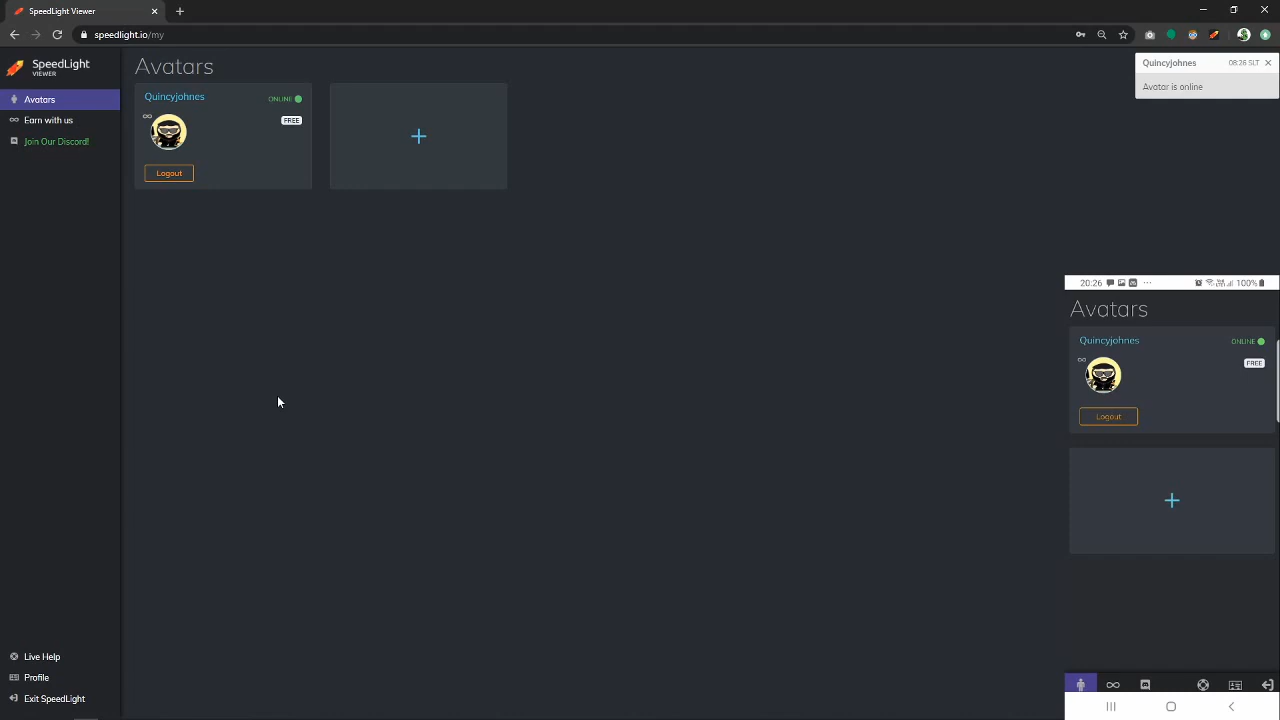 SpeedLight Viewer
speedlight.io/my
SpeedLight
VIEWER
Avatars
Earn with us
Join Our Discord!
Live Help
Profile
Exit SpeedLight
Avatars
Quincyjohnes
ONLINE
FREE
Logout
+
Quincyjohnes
08:26 SLT
Avatar is online
20:26
100%
Avatars
Quincyjohnes
ONLINE
FREE
Logout
+